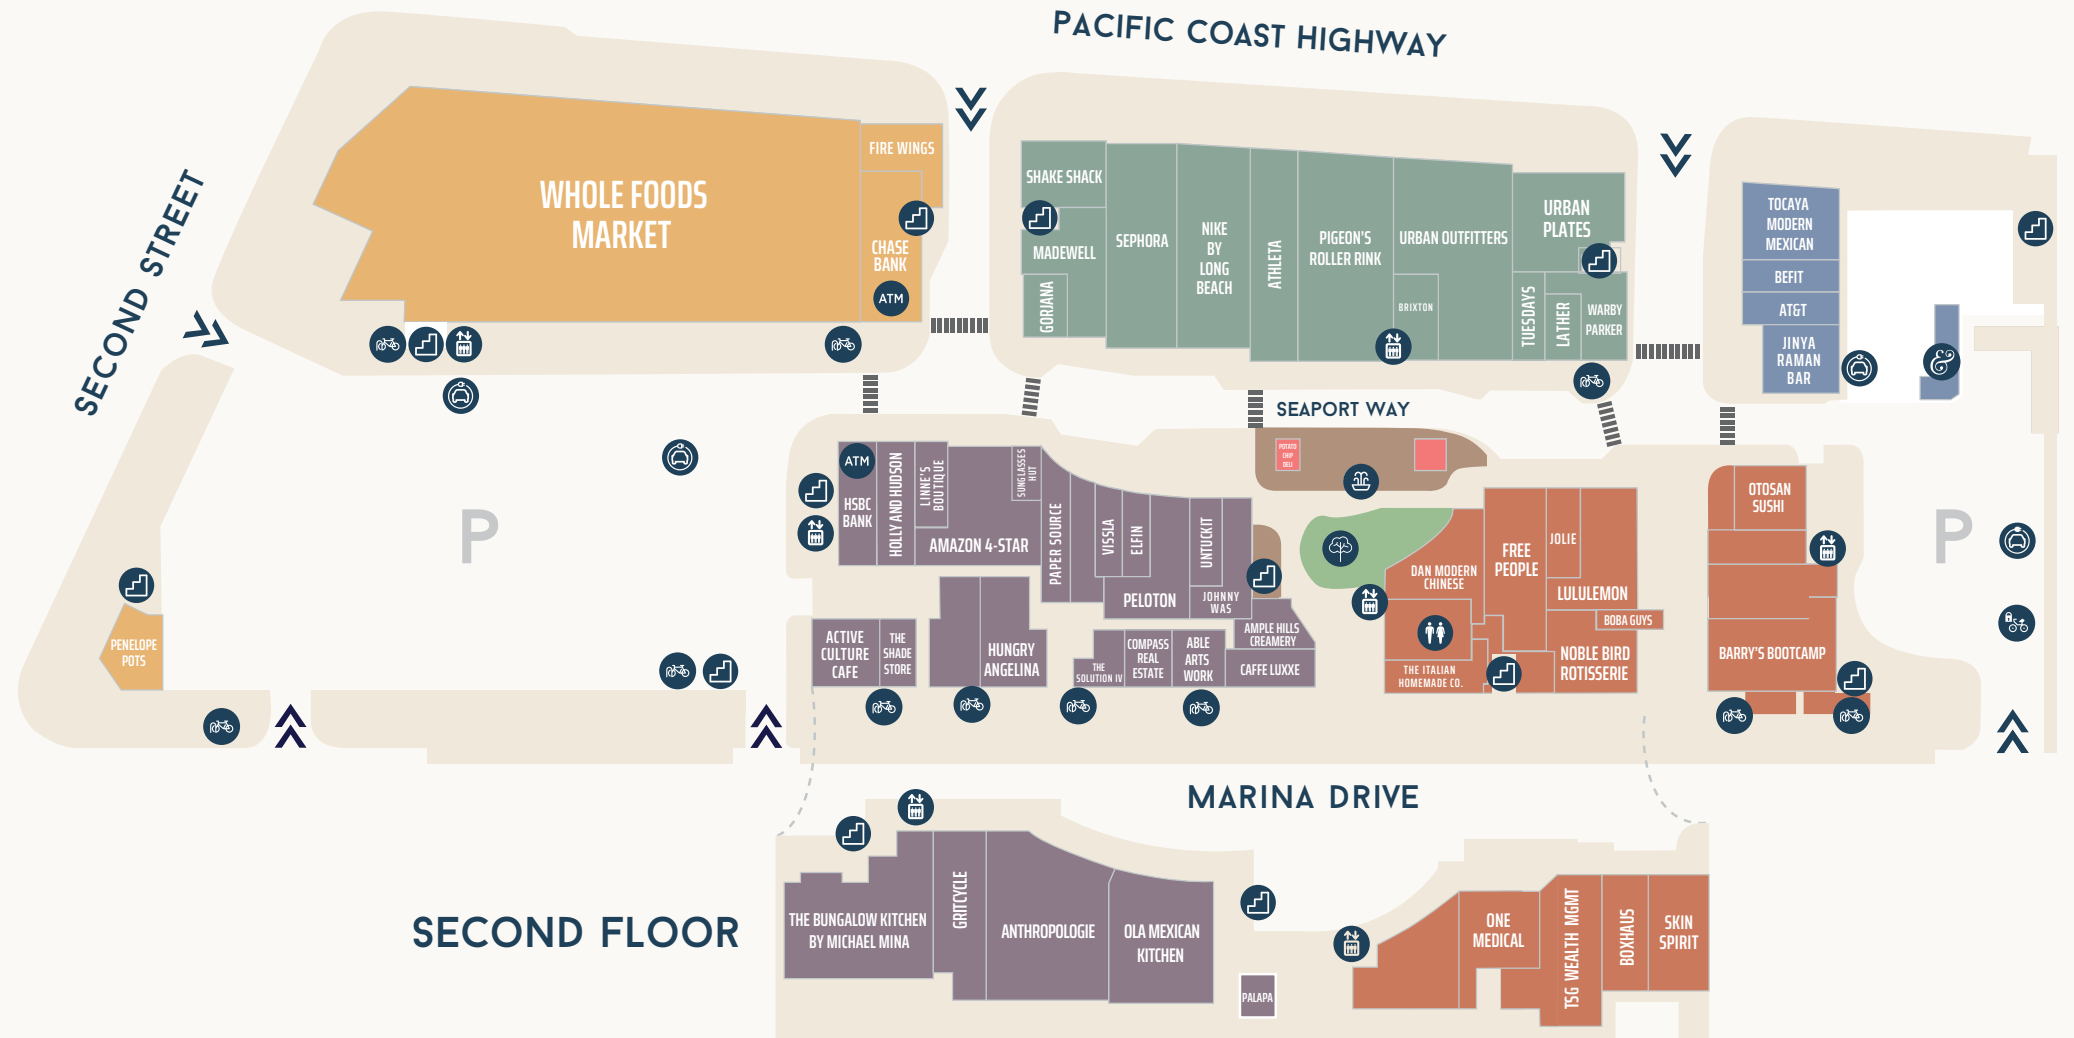 PACIFIC COAST HIGHWAY
SECOND STREET
WHOLE FOODS
MARKET
FIRE WINGS
CHASE
BANK
ATM
SHAKE SHACK
MADEWELL
GORJANA
SEPHORA
NIKE
BY
LONG
BEACH
ATHLETA
PIGEON'S
ROLLER RINK
URBAN OUTFITTERS
BRIXTON
URBAN
PLATES
TUESDAYS
LATHER
WARBY
PARKER
TOCAYA
MODERN
MEXICAN
BEFIT
AT&T
JINYA
RAMAN
BAR
&
SEAPORT WAY
POTATO
CHIP
DELI
P
PENELOPE
POTS
ATM
HSBC
BANK
HOLLY AND HUDSON
LINNE'S
BOUTIQUE
AMAZON 4-STAR
SUNGLASSES
HUT
PAPER SOURCE
VISSLA
ELFIN
PELOTON
UNTUCKIT
JOHNNY
WAS
ACTIVE
CULTURE
CAFE
THE
SHADE
STORE
HUNGRY
ANGELINA
THE
SOLUTION IV
COMPASS
REAL
ESTATE
ABLE
ARTS
WORK
AMPLE HILLS
CREAMERY
CAFFE LUXXE
DAN MODERN
CHINESE
FREE
PEOPLE
JOLIE
LULULEMON
BOBA GUYS
THE ITALIAN
HOMEMADE CO.
NOBLE BIRD
ROTISSERIE
OTOSAN
SUSHI
BARRY'S BOOTCAMP
P
MARINA DRIVE
SECOND FLOOR
THE BUNGALOW KITCHEN
BY MICHAEL MINA
GRITCYCLE
ANTHROPOLOGIE
OLA MEXICAN
KITCHEN
PALAPA
ONE
MEDICAL
TSG WEALTH MGMT
BOXHAUS
SKIN
SPIRIT